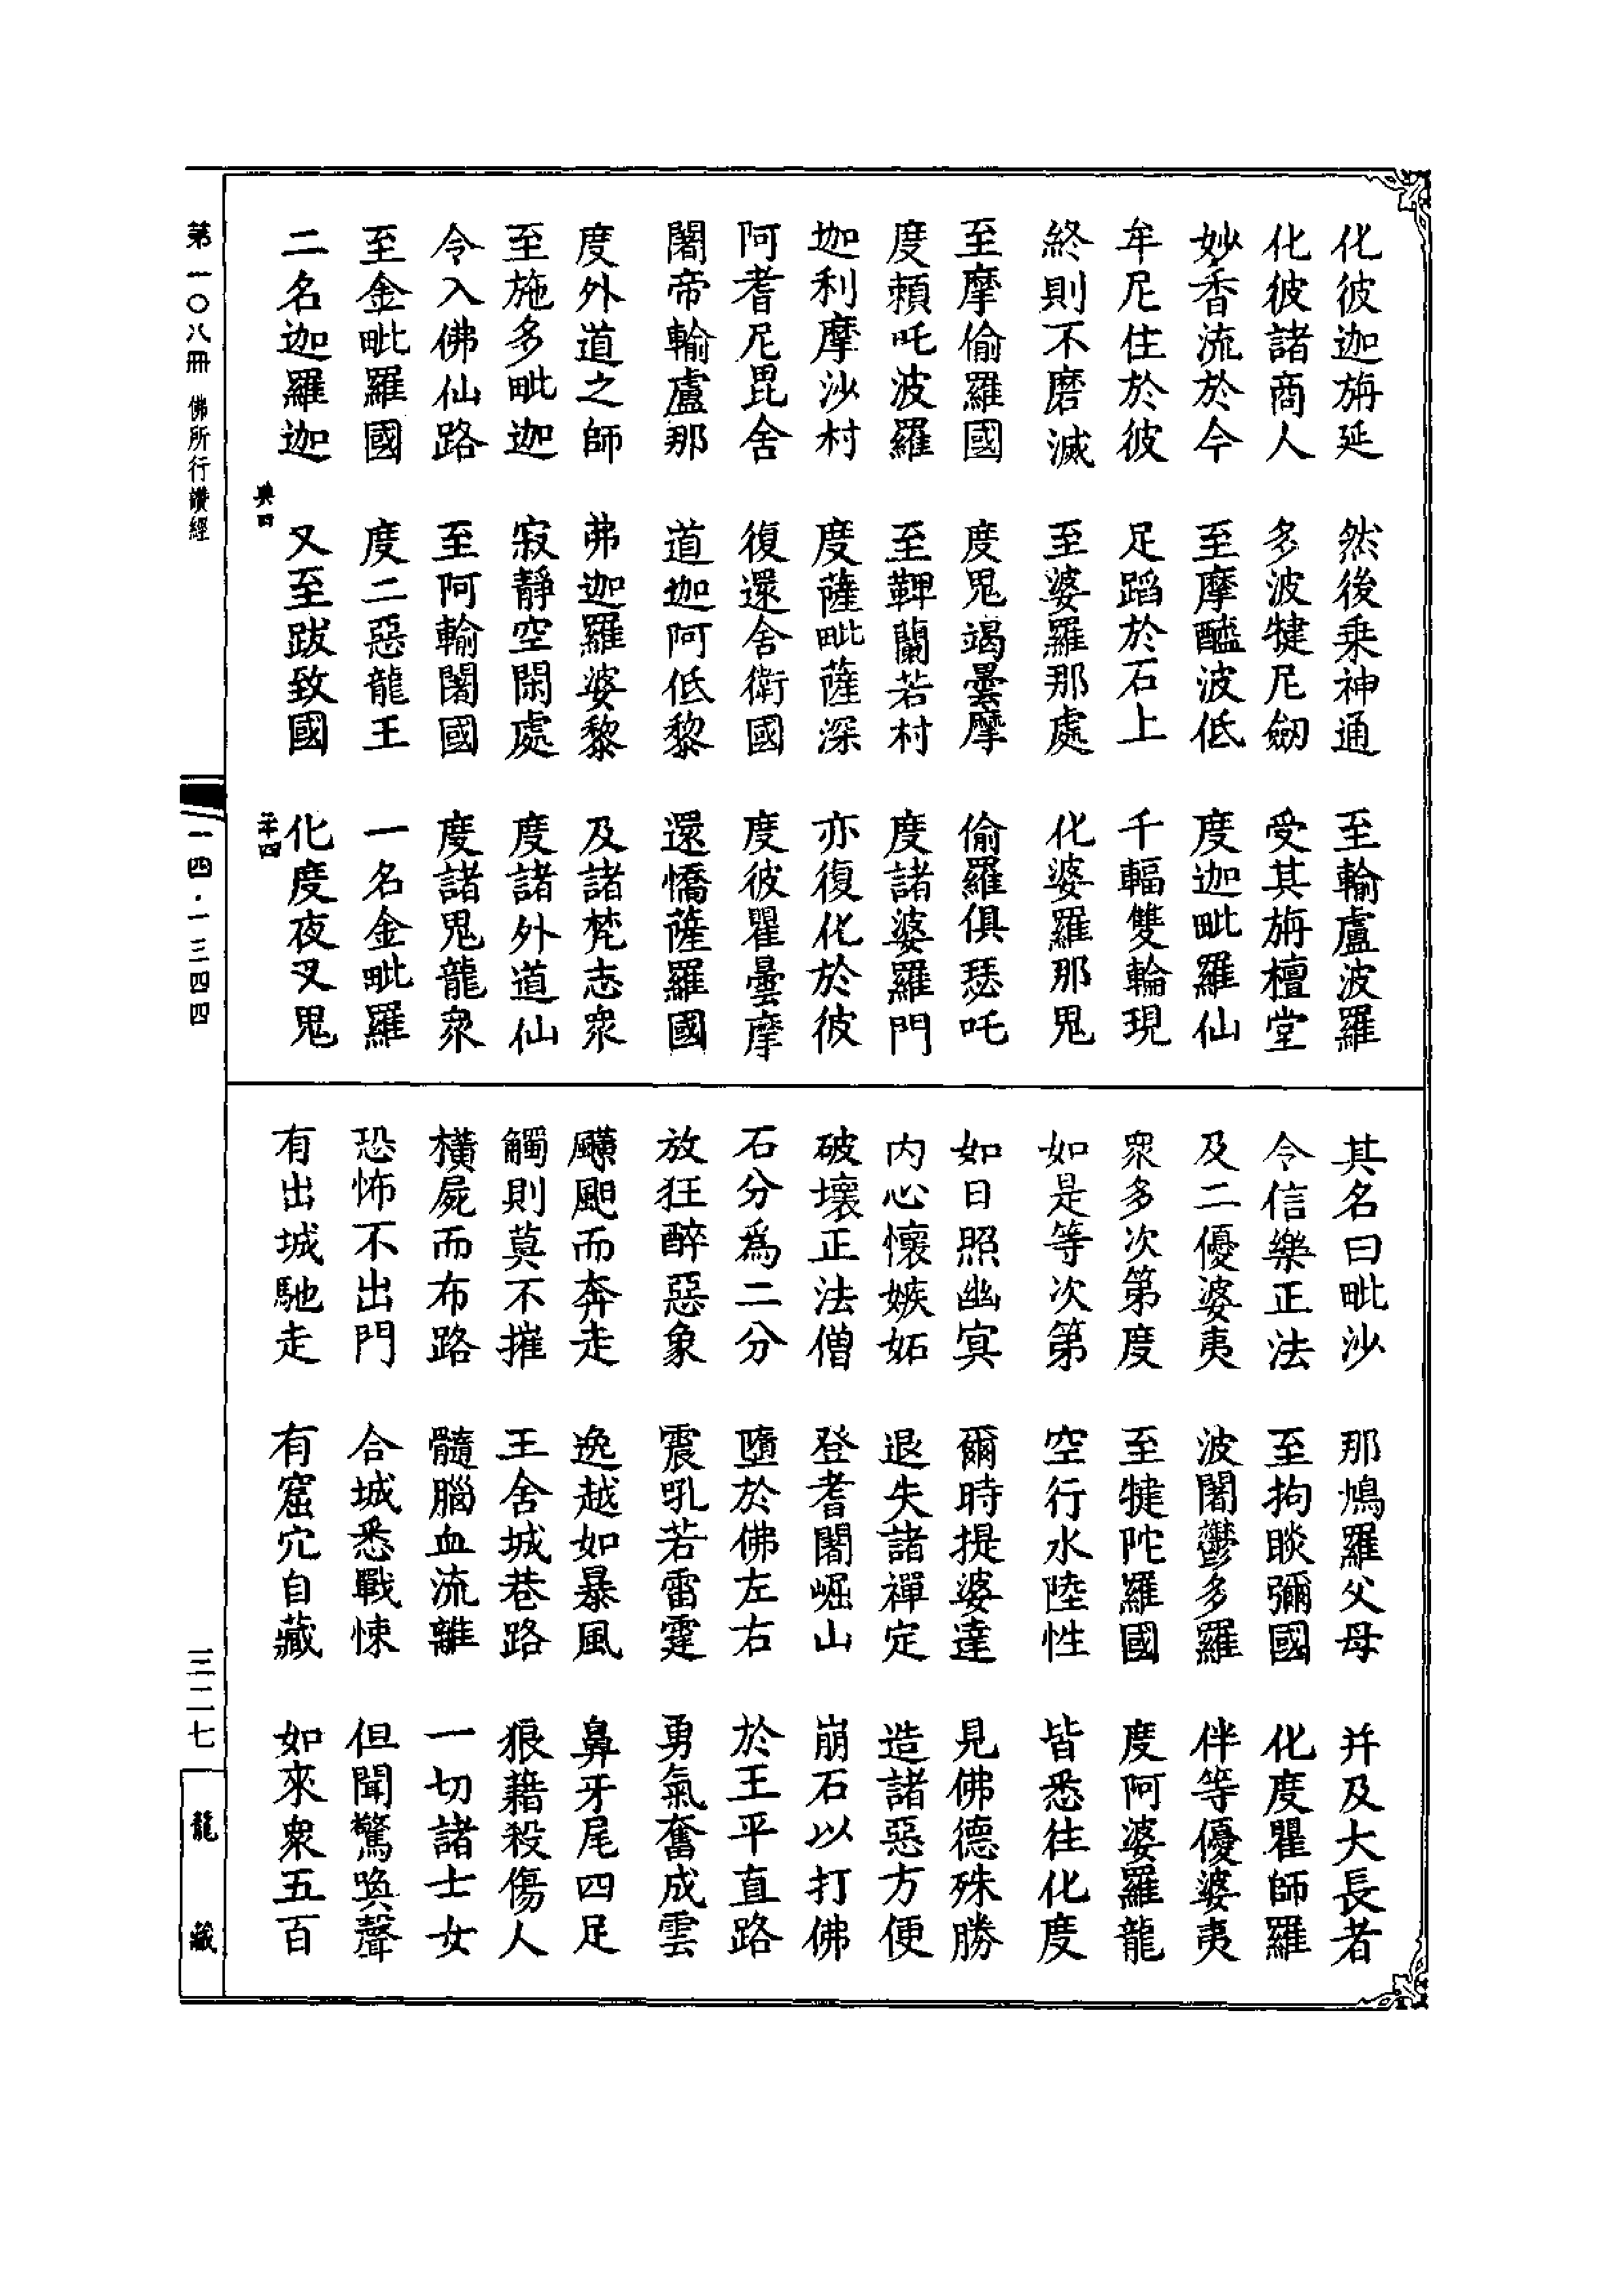 化彼迦旃延　然後乗神通　至輸盧波羅
化彼諸商人　多波犍尼劒　受其旃檀堂
妙香流於今　至摩醯波低　度迦毗羅仙
牟尼住於彼　足蹈於石上　千輻雙輪現
終則不磨滅　至婆羅那處　化婆羅那鬼
至摩偷羅國　度鬼竭曇摩　偷羅俱瑟吒
度賴吒波羅　至鞞蘭若村　度諸婆羅門
迦利摩沙村　度薩毗薩深　亦復化於彼
阿耆尼毘舍　復還舍衛國　度彼瞿曇摩
闍帝輸盧那　道迦阿低黎　還憍薩羅國
度外道之師　弗迦羅婆黎　及諸梵志衆
至施多毗迦　寂靜空閑處　度諸外道仙
令入佛仙路　至阿輸闍國　度諸鬼龍衆
至金毗羅國　度二惡龍王　一名金毗羅
二名迦羅迦　又至跋致國　化度夜叉鬼
其名曰毗沙　那鳩羅父母　并及大長者
令信樂正法　至拘睒彌國　化度瞿師羅
及二優婆夷　波闍鬱多羅　伴等優婆夷
衆多次第度　至犍陀羅國　度阿婆羅龍
如是等次第　空行水陸性　皆悉往化度
如日照幽冥　爾時提婆達　見佛德殊勝
内心懷嫉妬　退失諸禪定　造諸惡方便
破壞正法僧　登耆闍崛山　崩石以打佛
石分爲二分　墮於佛左右　於王平直路
放狂醉惡象　震吼若雷霆　勇氣奮成雲
而奔走　逸越如暴風　鼻牙尾四足
觸則莫不摧　王舍城巷路　狼藉殺傷人
橫屍而布路　髓腦血流離　一切諸士女
恐怖不出門　合城悉戰悚　但聞驚喚聲
有出城馳走　有窟穴自藏　如來衆五百
典四　二十四
第一〇八冊　佛所行讚經
一一四·一三四四
三二七
龍藏